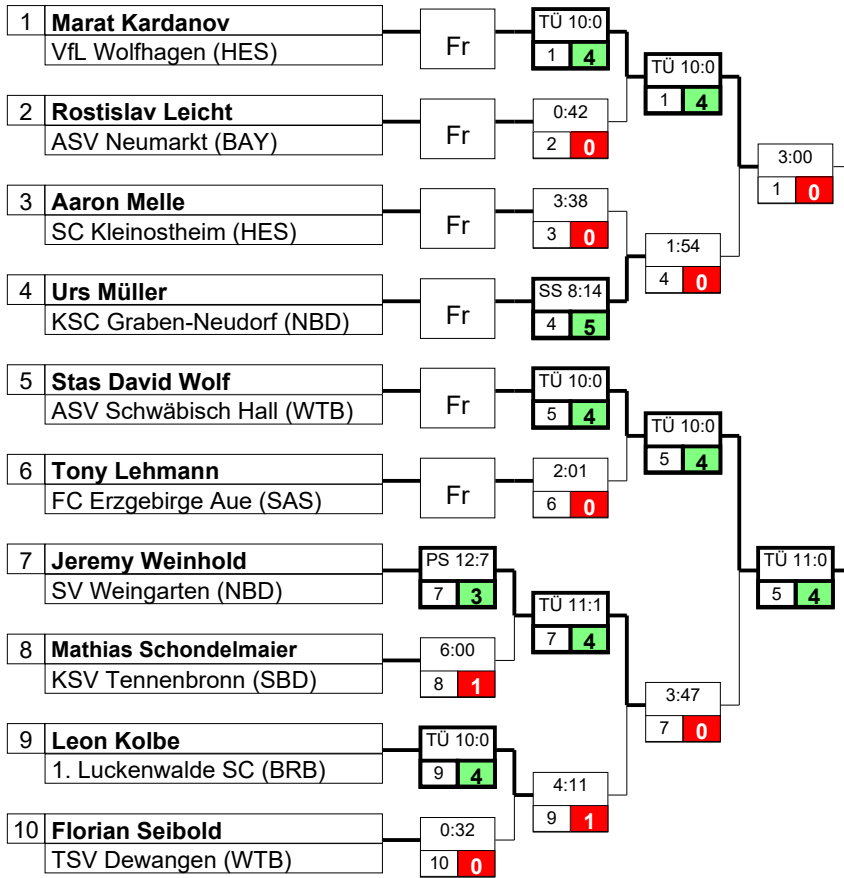 1 Marat Kardanov
VfL Wolfhagen (HES)
Fr
TÜ 10:0
1 4
TÜ 10:0
1 4
2 Rostislav Leicht
ASV Neumarkt (BAY)
Fr
0:42
2 0
3:00
1 0
3 Aaron Melle
SC Kleinostheim (HES)
Fr
3:38
3 0
1:54
4 0
4 Urs Müller
KSC Graben-Neudorf (NBD)
Fr
SS 8:14
4 5
5 Stas David Wolf
ASV Schwäbisch Hall (WTB)
Fr
TÜ 10:0
5 4
TÜ 10:0
5 4
6 Tony Lehmann
FC Erzgebirge Aue (SAS)
Fr
2:01
6 0
7 Jeremy Weinhold
SV Weingarten (NBD)
PS 12:7
7 3
TÜ 11:0
5 4
TÜ 11:1
7 4
8 Mathias Schondelmaier
KSV Tennenbronn (SBD)
6:00
8 1
3:47
7 0
9 Leon Kolbe
1. Luckenwalde SC (BRB)
TÜ 10:0
9 4
4:11
9 1
10 Florian Seibold
TSV Dewangen (WTB)
0:32
10 0